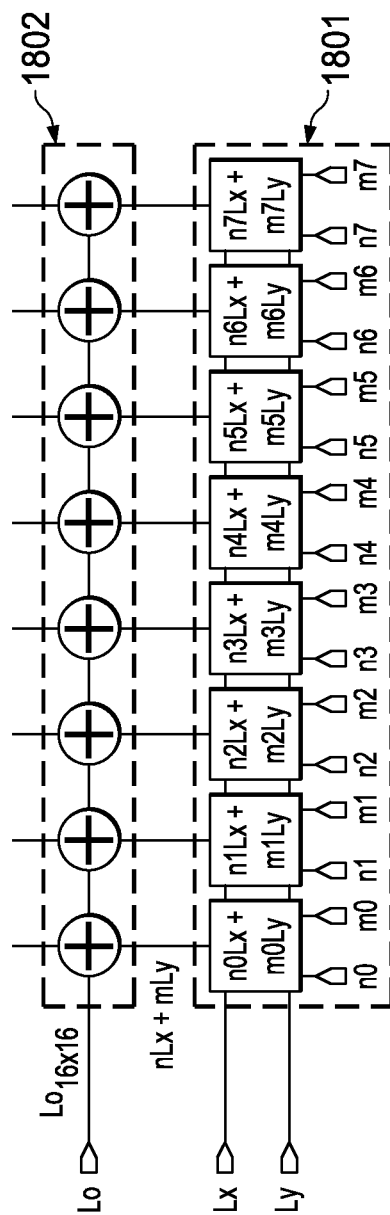 1802
Lo
Lo16x16
nLx + mLy
1801
Lx
Ly
n0Lx +
m0Ly
n1Lx +
m1Ly
n2Lx +
m2Ly
n3Lx +
m3Ly
n4Lx +
m4Ly
n5Lx +
m5Ly
n6Lx +
m6Ly
n7Lx +
m7Ly
n0 m0 n1 m1 n2 m2 n3 m3 n4 m4 n5 m5 n6 m6 n7 m7